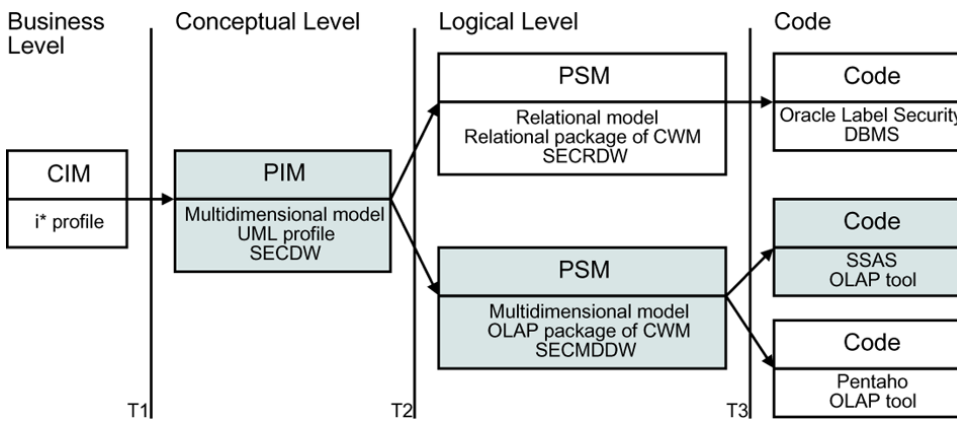 Business
Level
Conceptual Level
Logical Level
Code
CIM
i* profile
PIM
Multidimensional model
UML profile
SECDW
PSM
Relational model
Relational package of CWM
SECRDW
PSM
Multidimensional model
OLAP package of CWM
SECMDDW
Code
Oracle Label Security
DBMS
Code
SSAS
OLAP tool
Code
Pentaho
OLAP tool
T1
T2
T3